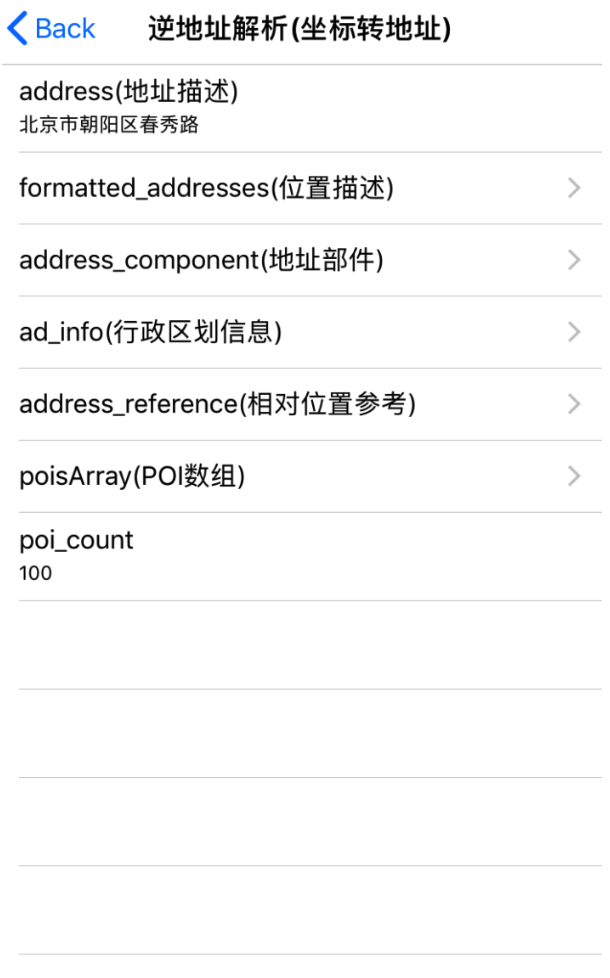 Back 逆地址解析(坐标转地址)
address(地址描述)
北京市朝阳区春秀路
formatted_addresses(位置描述)
address_component(地址部件)
ad_info(行政区划信息)
address_reference(相对位置参考)
poisArray(POI数组)
poi_count
100